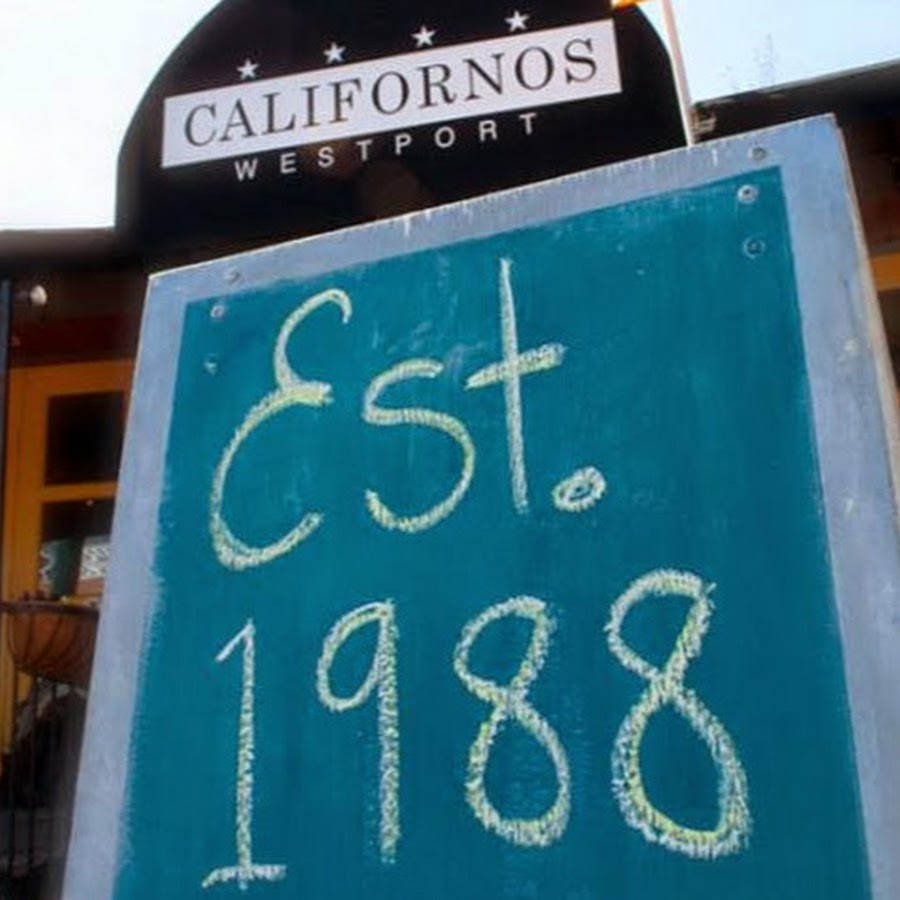 CALIFORNOS
WESTPORT
Est.
1988